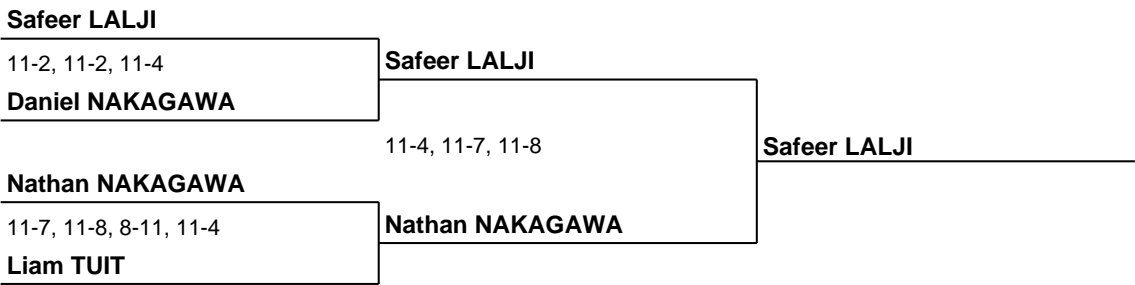 Safeer LALJI
11-2, 11-2, 11-4
Safeer LALJI
Daniel NAKAGAWA
11-4, 11-7, 11-8
Safeer LALJI
Nathan NAKAGAWA
11-7, 11-8, 8-11, 11-4
Nathan NAKAGAWA
Liam TUIT